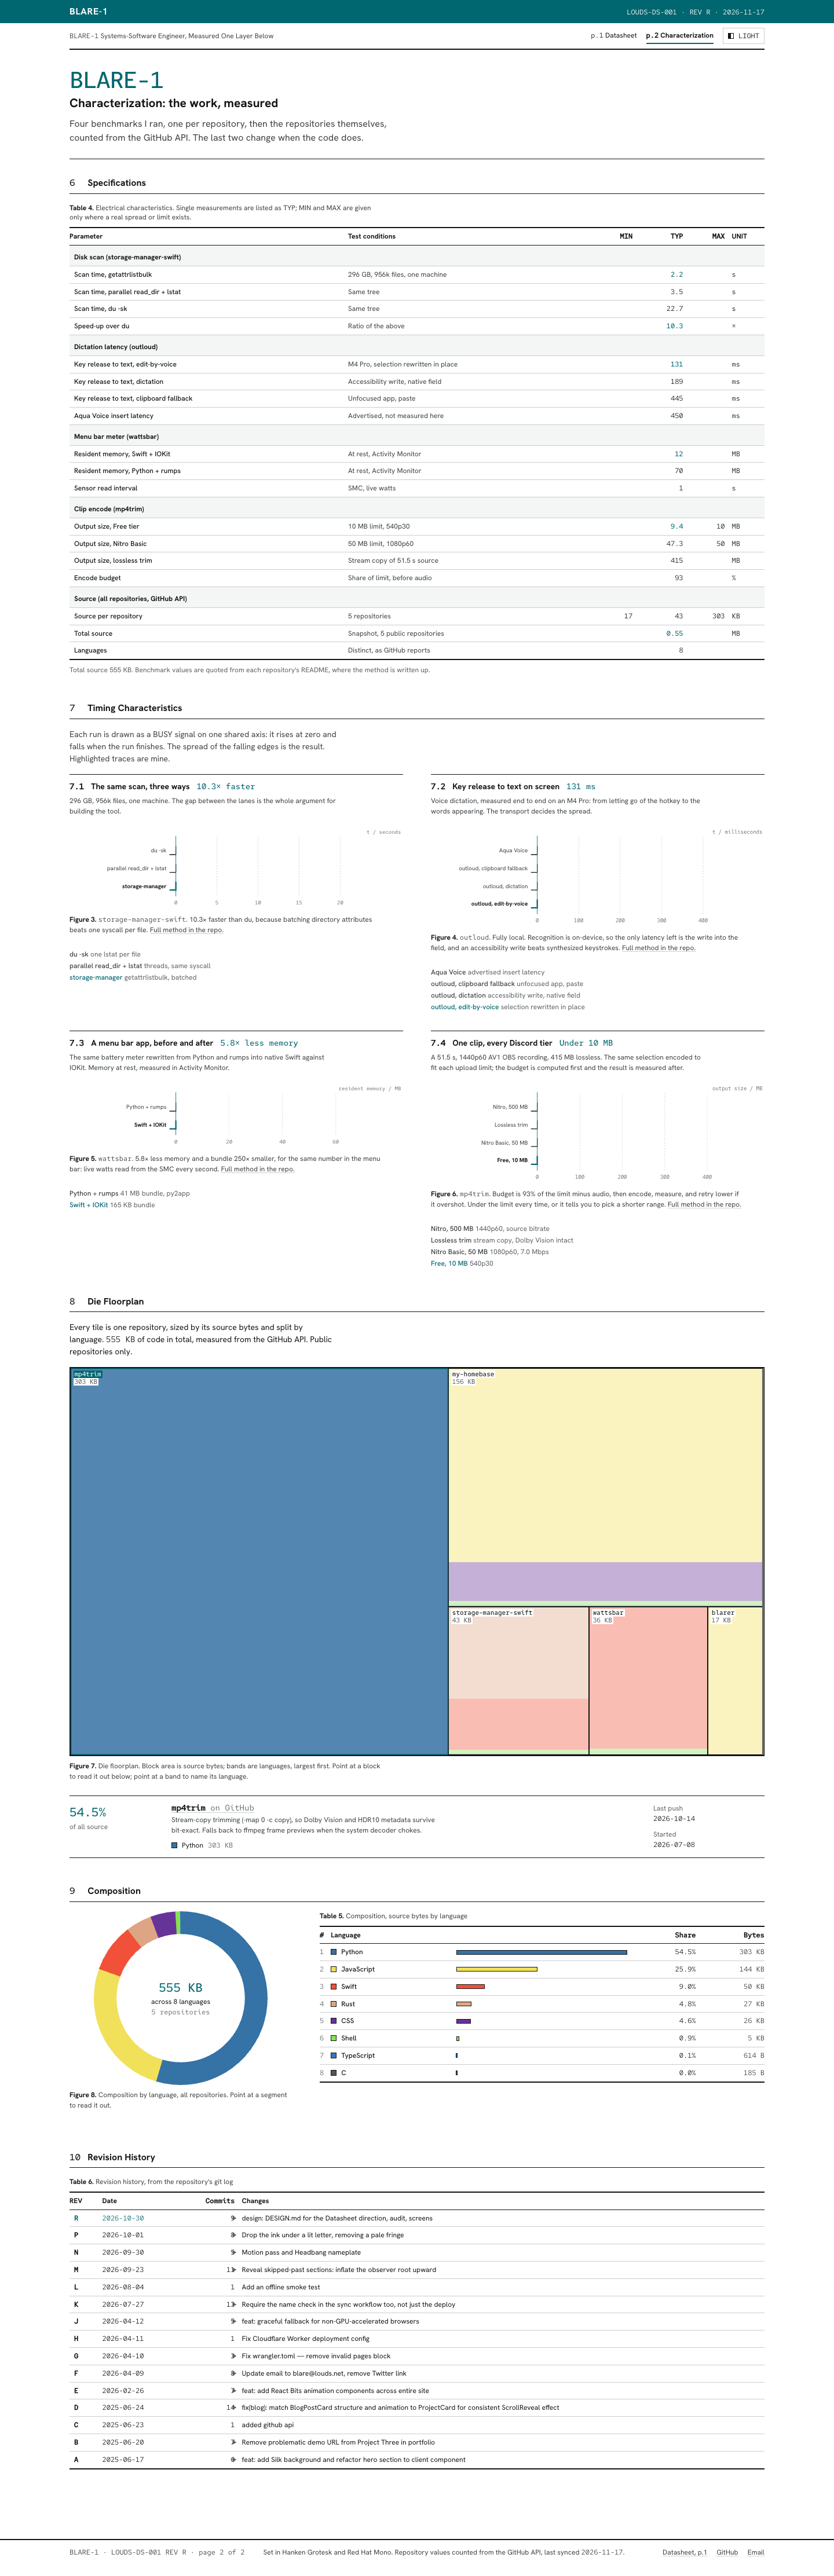 BLARE-1
LOUDS-DS-001 · REV R · 2026-11-17
BLARE-1 Systems-Software Engineer, Measured One Layer Below
p.1 Datasheet
p.2 Characterization
LIGHT
BLARE-1
Characterization: the work, measured
Four benchmarks I ran, one per repository, then the repositories themselves,
counted from the GitHub API. The last two change when the code does.
6 Specifications
Table 4. Electrical characteristics. Single measurements are listed as TYP; MIN and MAX are given
only where a real spread or limit exists.
Parameter Test conditions MIN TYP MAX UNIT
Disk scan (storage-manager-swift)
Scan time, getattrlistbulk 296 GB, 956k files, one machine 2.2 s
Scan time, parallel read_dir + lstat Same tree 3.5 s
Scan time, du -sk Same tree 22.7 s
Speed-up over du Ratio of the above 10.3 ×
Dictation latency (outloud)
Key release to text, edit-by-voice M4 Pro, selection rewritten in place 131 ms
Key release to text, dictation Accessibility write, native field 189 ms
Key release to text, clipboard fallback Unfocused app, paste 445 ms
Aqua Voice insert latency Advertised, not measured here 450 ms
Menu bar meter (wattsbar)
Resident memory, Swift + IOKit At rest, Activity Monitor 12 MB
Resident memory, Python + rumps At rest, Activity Monitor 70 MB
Sensor read interval SMC, live watts 1 s
Clip encode (mp4trim)
Output size, Free tier 10 MB limit, 540p30 9.4 10 MB
Output size, Nitro Basic 50 MB limit, 1080p60 47.3 50 MB
Output size, lossless trim Stream copy of 51.5 s source 415 MB
Encode budget Share of limit, before audio 93 %
Source (all repositories, GitHub API)
Source per repository 5 repositories 17 43 303 KB
Total source Snapshot, 5 public repositories 0.55 MB
Languages Distinct, as GitHub reports 8
Total source 555 KB. Benchmark values are quoted from each repository's README, where the method is written up.
7 Timing Characteristics
Each run is drawn as a BUSY signal on one shared axis: it rises at zero and
falls when the run finishes. The spread of the falling edges is the result.
Highlighted traces are mine.
7.1 The same scan, three ways 10.3× faster
296 GB, 956k files, one machine. The gap between the lanes is the whole argument for
building the tool.
t / seconds
du -sk
parallel read_dir + lstat
storage-manager
0 5 10 15 20
Figure 3. storage-manager-swift. 10.3× faster than du, because batching directory attributes
beats one syscall per file. Full method in the repo.
du -sk one lstat per file
parallel read_dir + lstat threads, same syscall
storage-manager getattrlistbulk, batched
7.2 Key release to text on screen 131 ms
Voice dictation, measured end to end on an M4 Pro: from letting go of the hotkey to the
words appearing. The transport decides the spread.
t / milliseconds
Aqua Voice
outloud, clipboard fallback
outloud, dictation
outloud, edit-by-voice
0 100 200 300 400
Figure 4. outloud. Fully local. Recognition is on-device, so the only latency left is the write into the
field, and an accessibility write beats synthesized keystrokes. Full method in the repo.
Aqua Voice advertised insert latency
outloud, clipboard fallback unfocused app, paste
outloud, dictation accessibility write, native field
outloud, edit-by-voice selection rewritten in place
7.3 A menu bar app, before and after 5.8× less memory
The same battery meter rewritten from Python and rumps into native Swift against
IOKit. Memory at rest, measured in Activity Monitor.
resident memory / MB
Python + rumps
Swift + IOKit
0 20 40 60
Figure 5. wattsbar. 5.8× less memory and a bundle 250× smaller, for the same number in the menu
bar: live watts read from the SMC every second. Full method in the repo.
Python + rumps 41 MB bundle, py2app
Swift + IOKit 165 KB bundle
7.4 One clip, every Discord tier Under 10 MB
A 51.5 s, 1440p60 AV1 OBS recording, 415 MB lossless. The same selection encoded to
fit each upload limit; the budget is computed first and the result is measured after.
output size / MB
Nitro, 500 MB
Lossless trim
Nitro Basic, 50 MB
Free, 10 MB
0 100 200 300 400
Figure 6. mp4trim. Budget is 93% of the limit minus audio, then encode, measure, and retry lower if
it overshot. Under the limit every time, or it tells you to pick a shorter range. Full method in the repo.
Nitro, 500 MB 1440p60, source bitrate
Lossless trim stream copy, Dolby Vision intact
Nitro Basic, 50 MB 1080p60, 7.0 Mbps
Free, 10 MB 540p30
8 Die Floorplan
Every tile is one repository, sized by its source bytes and split by
language. 555 KB of code in total, measured from the GitHub API. Public
repositories only.
mp4trim
303 KB
my-homebase
156 KB
storage-manager-swift
43 KB
wattsbar
36 KB
blarer
17 KB
Figure 7. Die floorplan. Block area is source bytes; bands are languages, largest first. Point at a block
to read it out below; point at a band to name its language.
54.5%
of all source
mp4trim on GitHub
Stream-copy trimming (-map 0 -c copy), so Dolby Vision and HDR10 metadata survive
bit-exact. Falls back to ffmpeg frame previews when the system decoder chokes.
Python 303 KB
Last push
2026-10-14
Started
2026-07-08
9 Composition
555 KB
across 8 languages
5 repositories
Figure 8. Composition by language, all repositories. Point at a segment
to read it out.
Table 5. Composition, source bytes by language
# Language Share Bytes
1 Python 54.5% 303 KB
2 JavaScript 25.9% 144 KB
3 Swift 9.0% 50 KB
4 Rust 4.8% 27 KB
5 CSS 4.6% 26 KB
6 Shell 0.9% 5 KB
7 TypeScript 0.1% 614 B
8 C 0.0% 185 B
10 Revision History
Table 6. Revision history, from the repository's git log
REV Date Commits Changes
R 2026-10-30 design: DESIGN.md for the Datasheet direction, audit, screens
P 2026-10-01 Drop the ink under a lit letter, removing a pale fringe
N 2026-09-30 Motion pass and Headbang nameplate
M 2026-09-23 Reveal skipped-past sections: inflate the observer root upward
L 2026-08-04 1 Add an offline smoke test
K 2026-07-27 Require the name check in the sync workflow too, not just the deploy
J 2026-04-12 feat: graceful fallback for non-GPU-accelerated browsers
H 2026-04-11 1 Fix Cloudflare Worker deployment config
G 2026-04-10 Fix wrangler.toml — remove invalid pages block
F 2026-04-09 Update email to blare@louds.net, remove Twitter link
E 2026-02-26 feat: add React Bits animation components across entire site
D 2025-06-24 fix(blog): match BlogPostCard structure and animation to ProjectCard for consistent ScrollReveal effect
C 2025-06-23 1 added github api
B 2025-06-20 Remove problematic demo URL from Project Three in portfolio
A 2025-06-17 feat: add Silk background and refactor hero section to client component
BLARE-1 · LOUDS-DS-001 REV R · page 2 of 2
Set in Hanken Grotesk and Red Hat Mono. Repository values counted from the GitHub API, last synced 2026-11-17.
Datasheet, p.1 GitHub Email